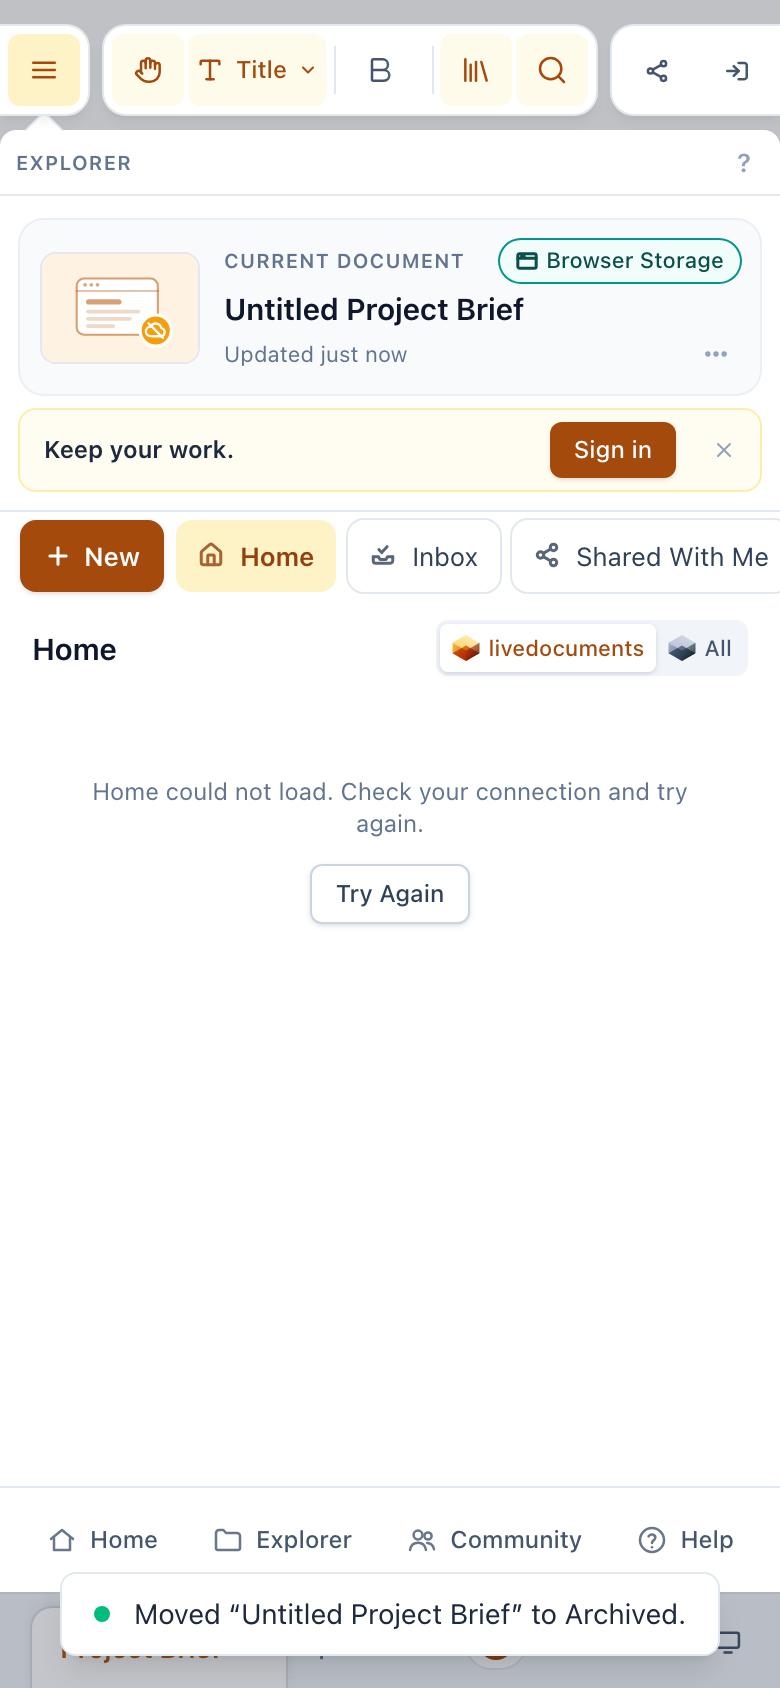 Title
EXPLORER
?
CURRENT DOCUMENT
Browser Storage
Untitled Project Brief
Updated just now
Keep your work.
Sign in
New
Home
Inbox
Shared With Me
Home
livedocuments
All
Home could not load. Check your connection and try
again.
Try Again
Home
Explorer
Community
Help
Moved “Untitled Project Brief” to Archived.
Project Brief